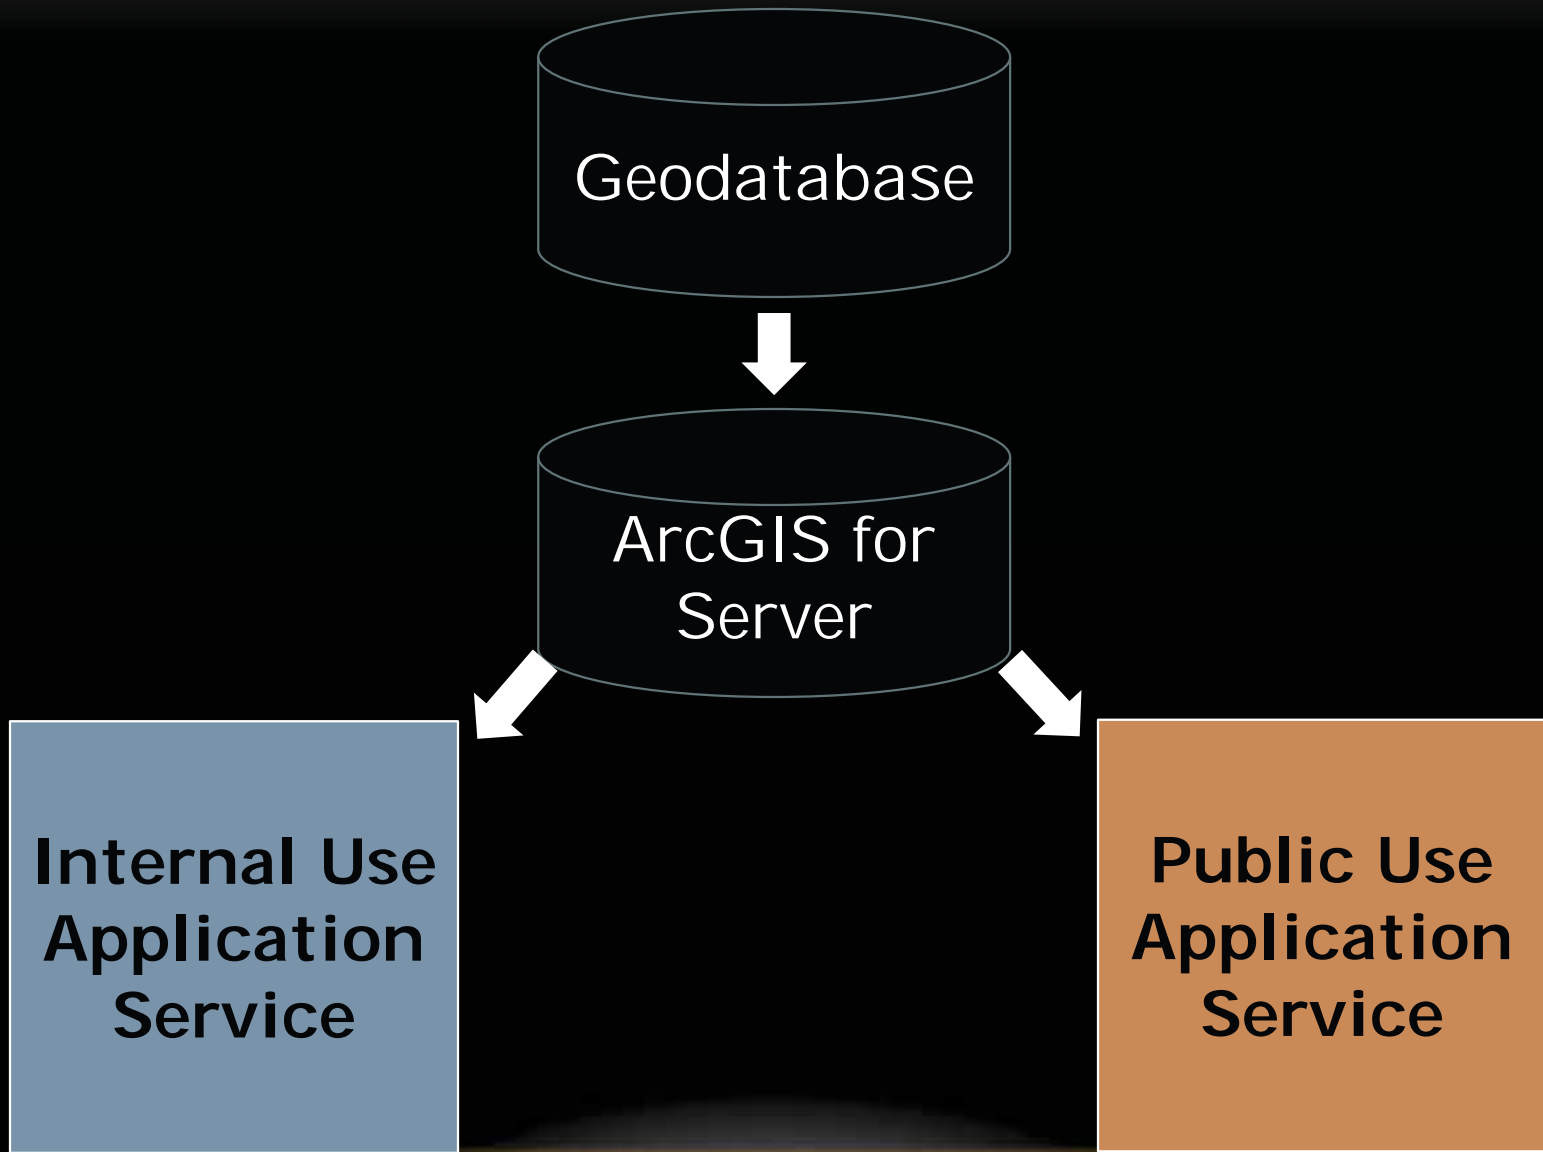 Geodatabase
ArcGIS for
Server
Internal Use
Application
Service
Public Use
Application
Service